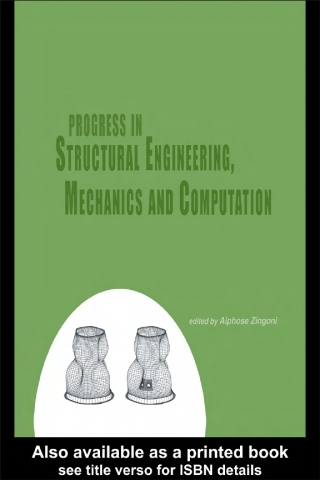 PROGRESS IN
STRUCTURAL ENGINEERING,
MECHANICS AND COMPUTATION
edited by Alphose Zingoni
Also available as a printed book
see title verso for ISBN details